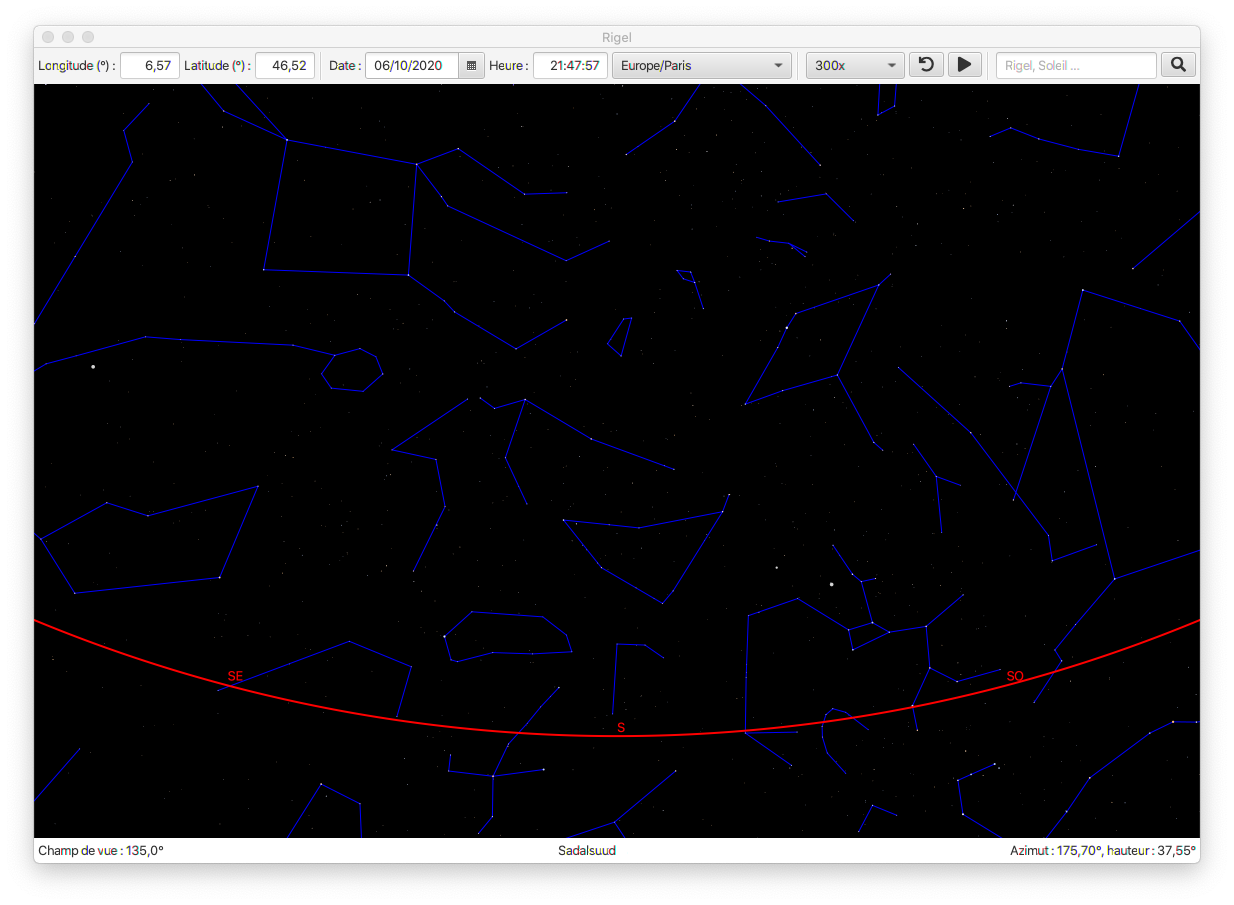 Rigel
Longitude (°) : 6,57 Latitude (°) : 46,52 Date : 06/10/2020 Heure : 21:47:57 Europe/Paris 300x Rigel, Soleil ...
SE SO
S
Champ de vue : 135,0° Sadalsuud Azimut : 175,70°, hauteur : 37,55°